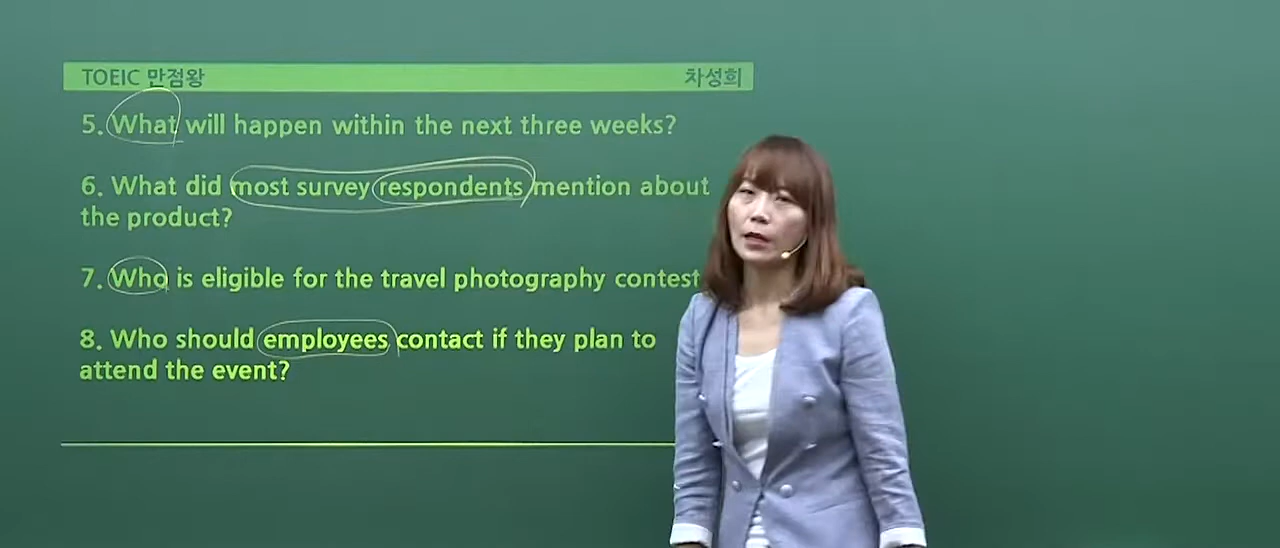 TOEIC 만점왕 차성희
5. What will happen within the next three weeks?
6. What did most survey respondents mention about
the product?
7. Who is eligible for the travel photography contest
8. Who should employees contact if they plan to
attend the event?